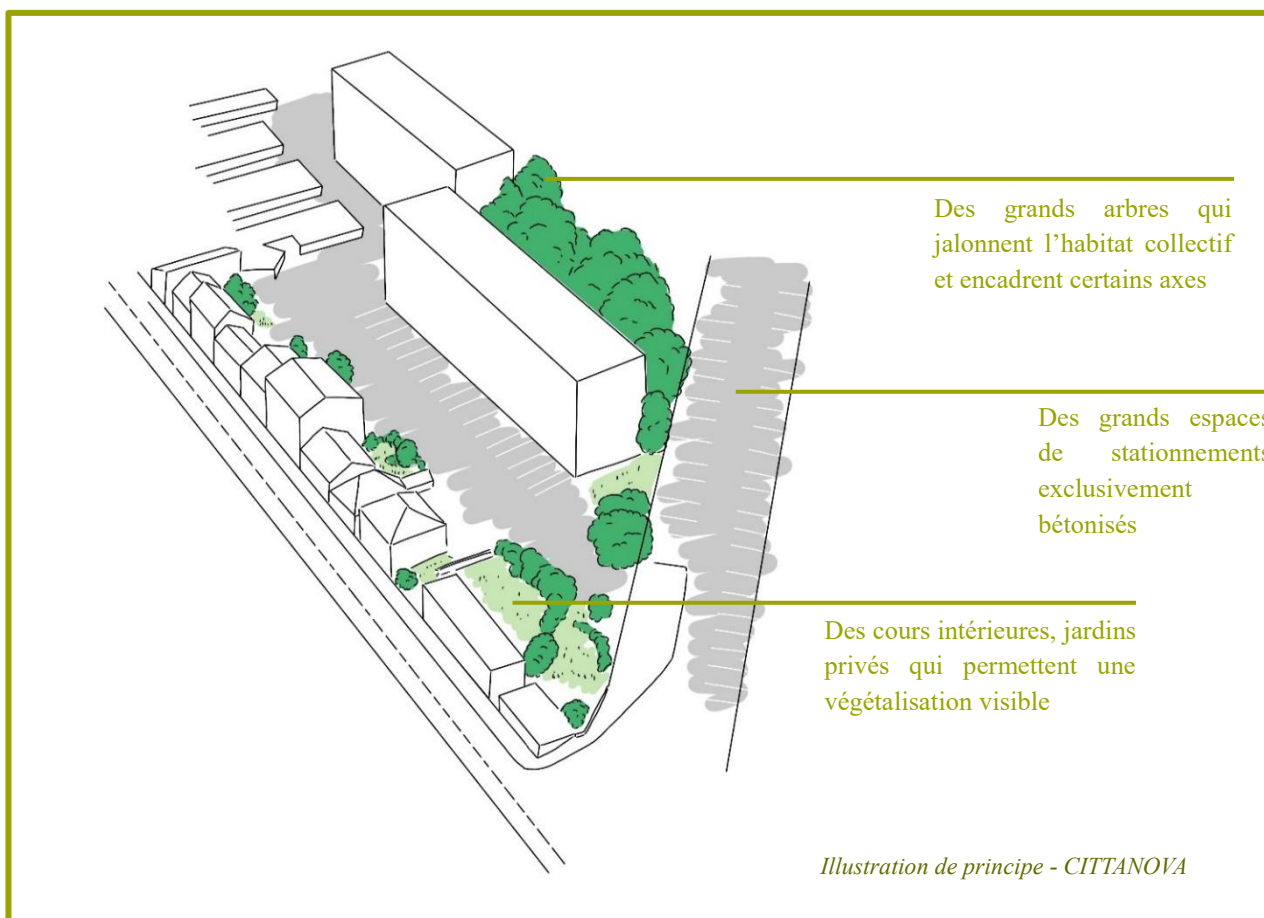 Des grands arbres qui
jalonnent l’habitat collectif
et encadrent certains axes
Des grands espaces
de stationnements
exclusivement
bétonisés
Des cours intérieures, jardins
privés qui permettent une
végétalisation visible
Illustration de principe - CITTANOVA